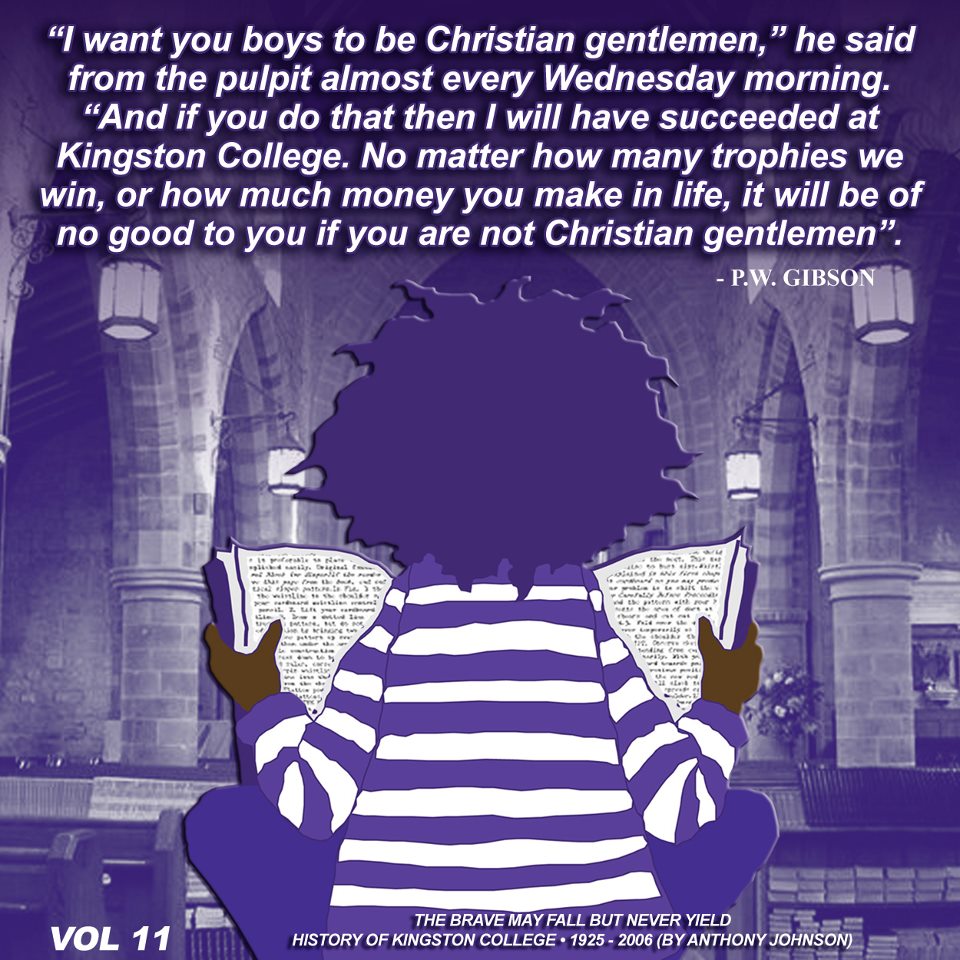 “I want you boys to be Christian gentlemen,” he said
from the pulpit almost every Wednesday morning.
“And if you do that then I will have succeeded at
Kingston College. No matter how many trophies we
win, or how much money you make in life, it will be of
no good to you if you are not Christian gentlemen”.
- P.W. GIBSON
VOL 11
THE BRAVE MAY FALL BUT NEVER YIELD
HISTORY OF KINGSTON COLLEGE • 1925 - 2006 (BY ANTHONY JOHNSON)